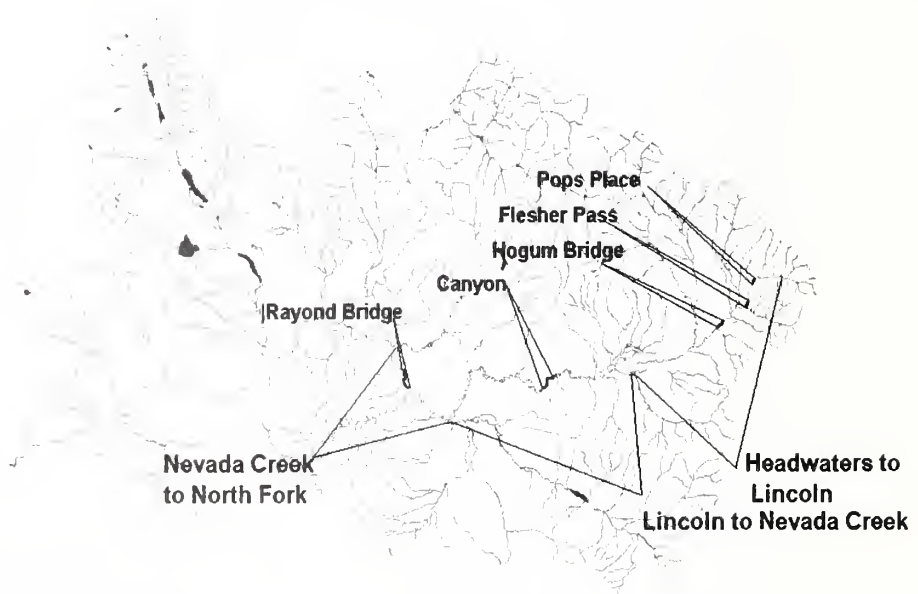 Pops Place
Flesher Pass
Hogum Bridge
Canyon
Rayond Bridge
Nevada Creek
to North Fork
Headwaters to
Lincoln
Lincoln to Nevada Creek